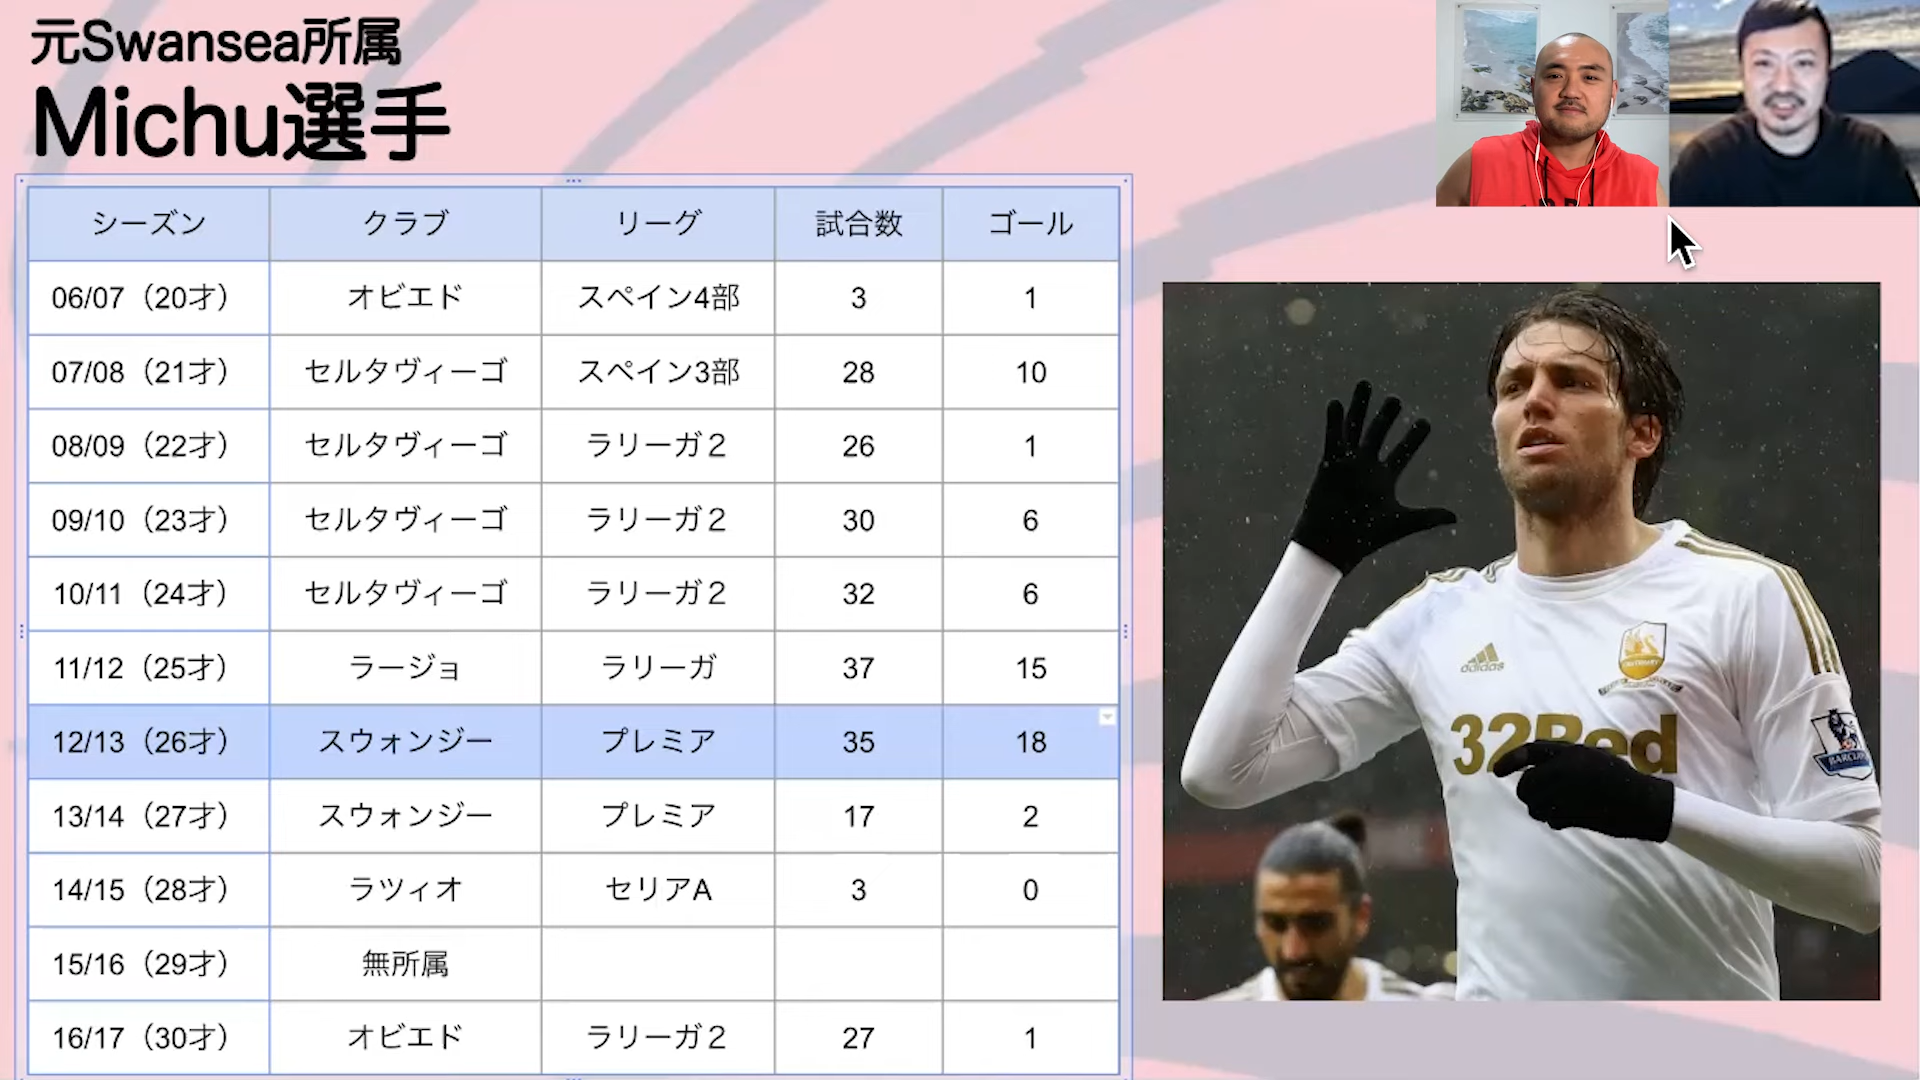 元Swansea所属
Michu選手
シーズン クラブ リーグ 試合数 ゴール
06/07（20才） オビエド スペイン4部 3 1
07/08（21才） セルタヴィーゴ スペイン3部 28 10
08/09（22才） セルタヴィーゴ ラリーガ２ 26 1
09/10（23才） セルタヴィーゴ ラリーガ２ 30 6
10/11（24才） セルタヴィーゴ ラリーガ２ 32 6
11/12（25才） ラージョ ラリーガ 37 15
12/13（26才） スウォンジー プレミア 35 18
13/14（27才） スウォンジー プレミア 17 2
14/15（28才） ラツィオ セリアA 3 0
15/16（29才） 無所属
16/17（30才） オビエド ラリーガ２ 27 1
adidas
32Red